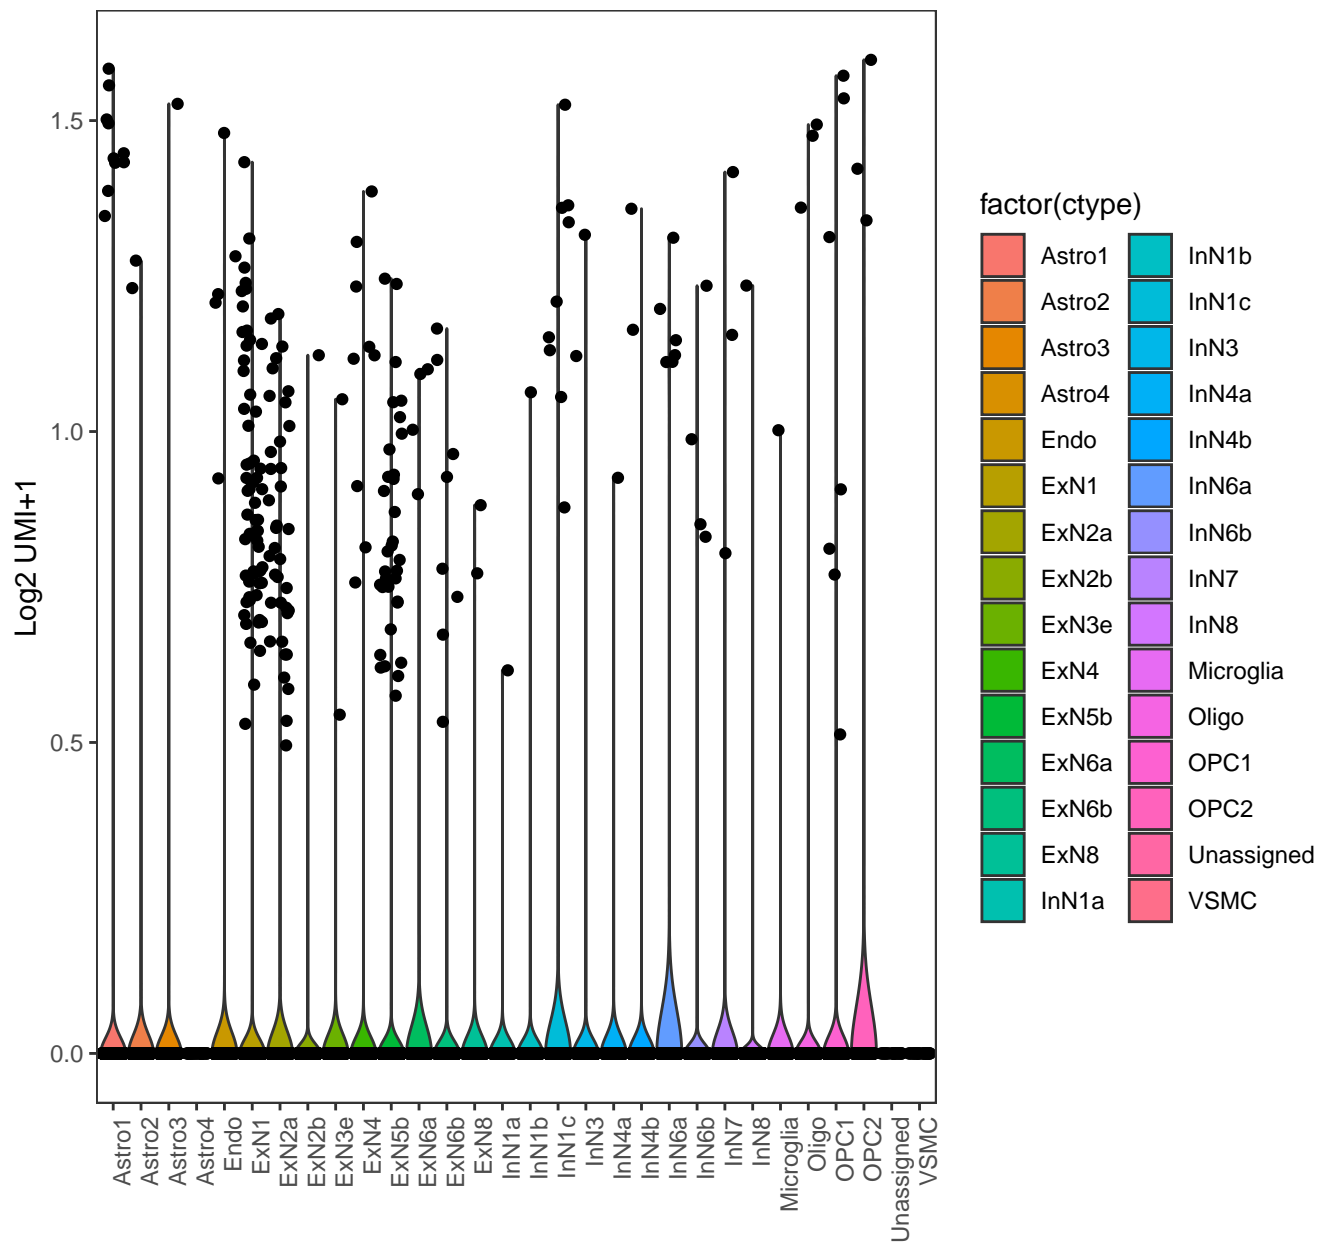 Log2 UMI+1
1.5
1.0
0.5
0.0
Astro1
Astro2
Astro3
Astro4
Endo
ExN1
ExN2a
ExN2b
ExN3e
ExN4
ExN5b
ExN6a
ExN6b
ExN8
InN1a
InN1b
InN1c
InN3
InN4a
InN4b
InN6a
InN6b
InN7
InN8
Microglia
Oligo
OPC1
OPC2
Unassigned
VSMC
factor(ctype)
Astro1
Astro2
Astro3
Astro4
Endo
ExN1
ExN2a
ExN2b
ExN3e
ExN4
ExN5b
ExN6a
ExN6b
ExN8
InN1a
InN1b
InN1c
InN3
InN4a
InN4b
InN6a
InN6b
InN7
InN8
Microglia
Oligo
OPC1
OPC2
Unassigned
VSMC